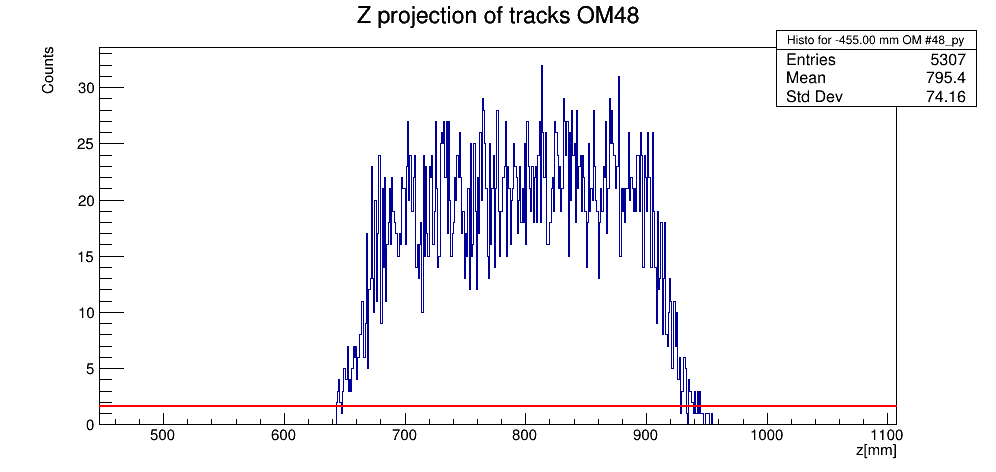 Z projection of tracks OM48
Histo for -455.00 mm OM #48_py
Entries 5307
Mean 795.4
Std Dev 74.16
Counts
30
25
20
15
10
5
0
500 600 700 800 900 1000 1100
z[mm]